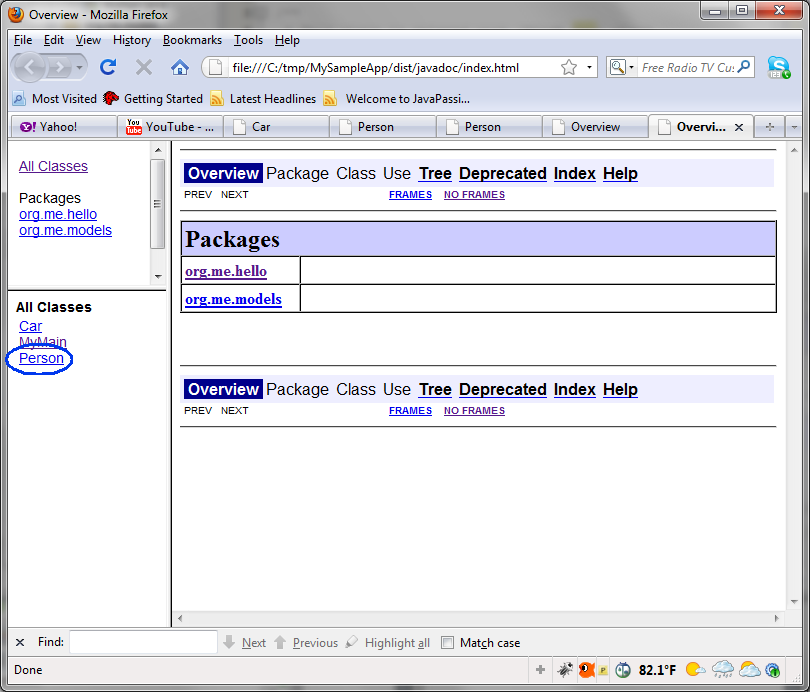 Overview - Mozilla Firefox
File Edit View History Bookmarks Tools Help
file:///C:/tmp/MySampleApp/dist/javadoc/index.html Free Radio TV Cu
Most Visited Getting Started Latest Headlines Welcome to JavaPassi...
Yahoo! YouTube - ... Car Person Person Overview Overvi...
All Classes
Packages
org.me.hello
org.me.models
All Classes
Car
MyMain
Person
Overview Package Class Use Tree Deprecated Index Help
PREV NEXT FRAMES NO FRAMES
Packages
org.me.hello
org.me.models
Overview Package Class Use Tree Deprecated Index Help
PREV NEXT FRAMES NO FRAMES
Find: Next Previous Highlight all Match case
Done 82.1°F